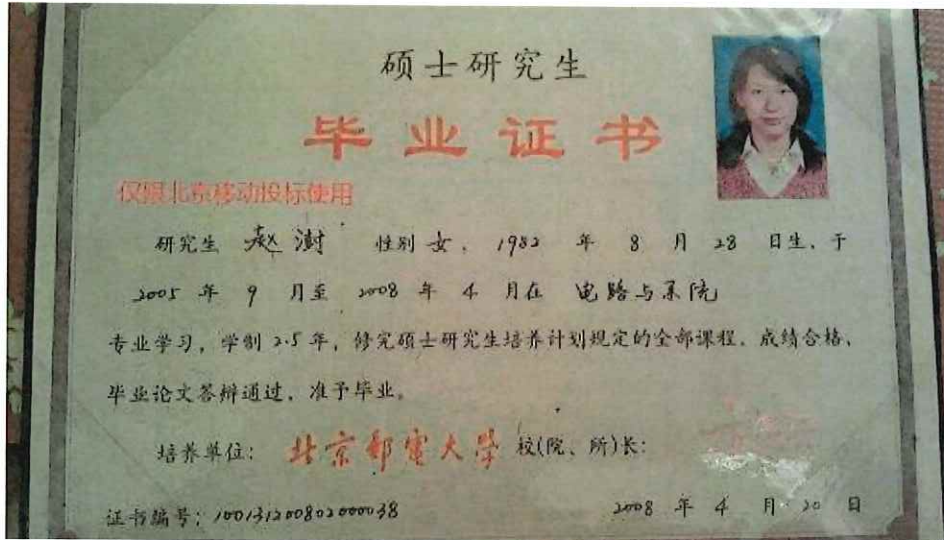 硕士研究生
毕业证书
仅限北京移动投标使用
研究生 赵澍 性别 女, 1982 年 8 月 28 日生, 于
2005 年 9 月至 2008 年 4 月在 电路与系统
专业学习, 学制 2.5 年, 修完硕士研究生培养计划规定的全部课程, 成绩合格,
毕业论文答辩通过, 准予毕业。
培养单位: 北京邮电大学 校(院、所)长:
证书编号: 100131200802000038 2008 年 4 月 20 日